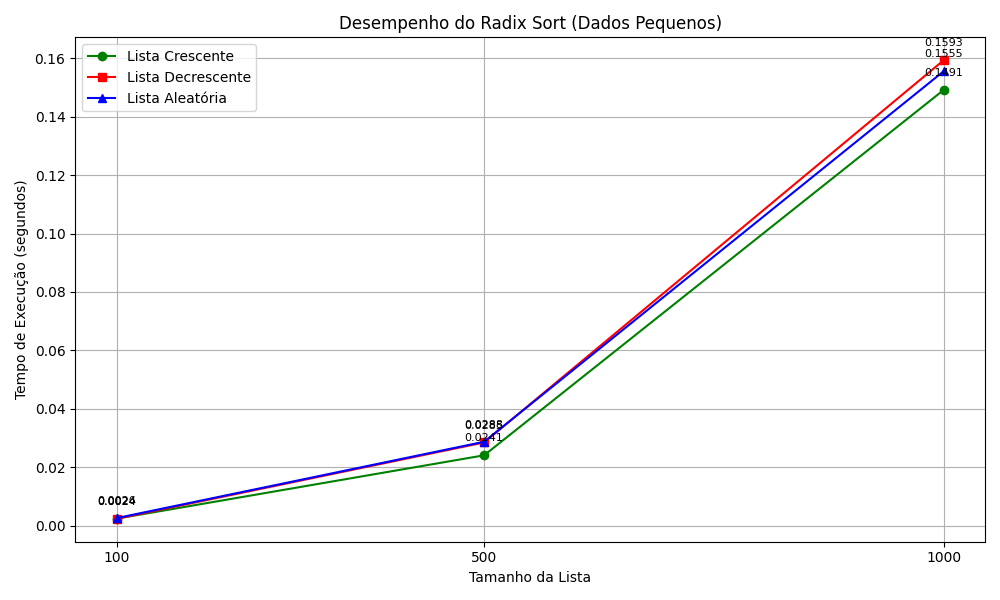 Desempenho do Radix Sort (Dados Pequenos)
Lista Crescente
Lista Decrescente
Lista Aleatória
0.1593
0.1555
0.1491
0.16
0.14
0.12
0.10
0.08
0.06
0.04
0.02
0.00
0.0241
0.0024
100
500
1000
Tempo de Execução (segundos)
Tamanho da Lista